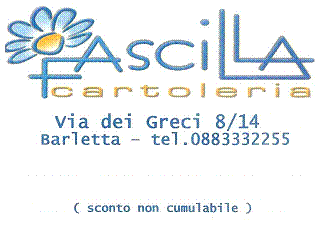 FASCILLA
cartoleria
Via dei Greci 8/14
Barletta - tel.0883332255
( sconto non cumulabile )